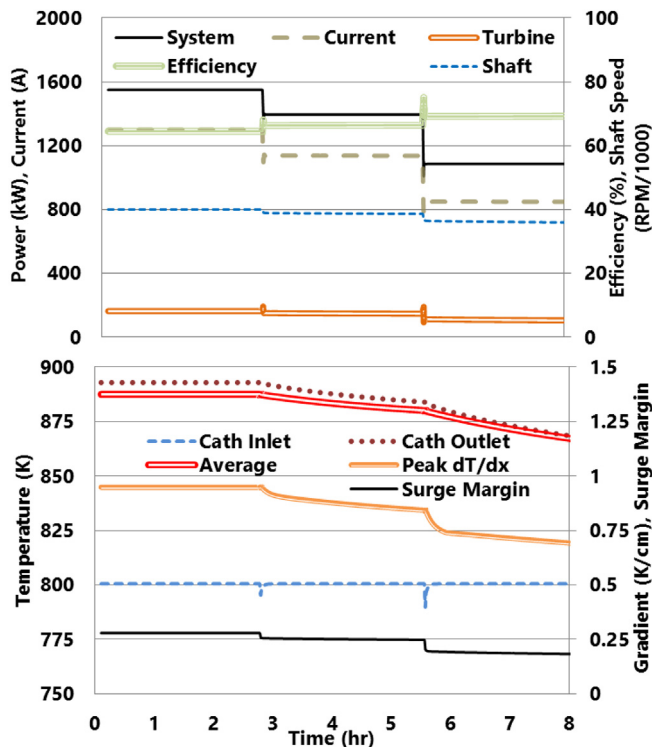 2000
1600
1200
800
400
0
Power (kW), Current (A)
System
Current
Turbine
Efficiency
Shaft
100
80
60
40
20
0
Efficiency (%), Shaft Speed
(RPM/1000)
900
875
850
825
800
775
750
Temperature (K)
Cath Inlet
Cath Outlet
Average
Peak dT/dx
Surge Margin
1.5
1.25
1
0.75
0.5
0.25
0
Gradient (K/cm), Surge Margin
0 1 2 3 4 5 6 7 8
Time (hr)